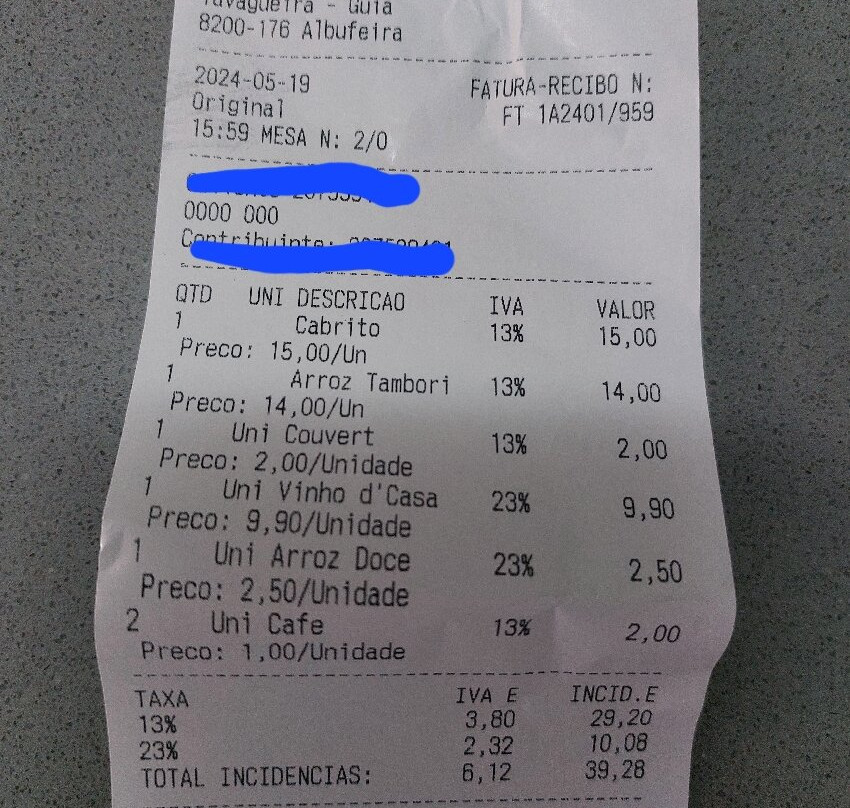 Tavagueira - Guia
8200-176 Albufeira
2024-05-19 FATURA-RECIBO N:
Original FT 1A2401/959
15:59 MESA N: 2/0
0000 000
Contribuinte:
QTD UNI DESCRICAO IVA VALOR
1 Cabrito 13% 15,00
Preco: 15,00/Un
1 Arroz Tambori 13% 14,00
Preco: 14,00/Un
1 Uni Couvert 13% 2,00
Preco: 2,00/Unidade
1 Uni Vinho d'Casa 23% 9,90
Preco: 9,90/Unidade
1 Uni Arroz Doce 23% 2,50
Preco: 2,50/Unidade
2 Uni Cafe 13% 2,00
Preco: 1,00/Unidade
TAXA IVA E INCID.E
13% 3,80 29,20
23% 2,32 10,08
TOTAL INCIDENCIAS: 6,12 39,28